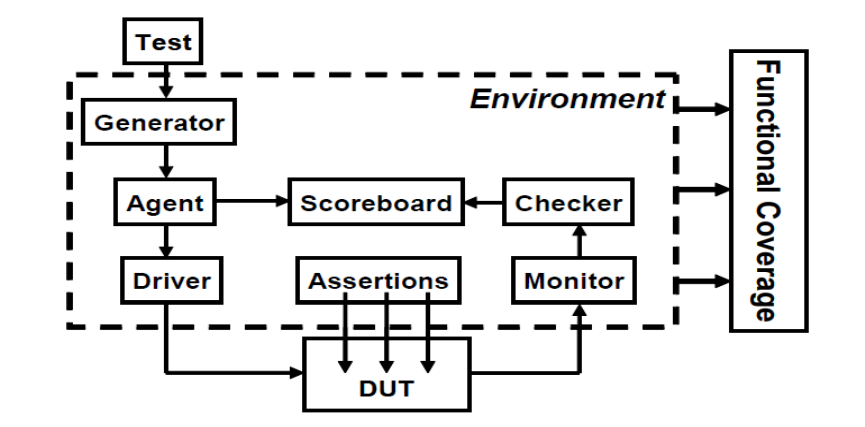 Test
Environment
Generator
Agent
Scoreboard
Checker
Driver
Assertions
Monitor
DUT
Functional Coverage